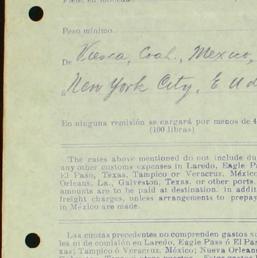 Peso mínimo
De Viesca, Coah., Mexico,
New York City, E U d
En ninguna remisión se cargará por menos de 4
(100 libras)
The rates above mentioned do not include du
any other customs expenses in Laredo, Eagle P
El Paso, Texas, Tampico or Veracruz, Méxic
Orleans, La., Galveston, Texas, or other ports.
amounts are to be paid at destination. In addi
freight charges, unless arrangements to prepay
in México are made.
Las cuotas precedentes no comprenden gastos
les ni de comisión en Laredo, Eagle Pass ó El Pas
xas; Tampico ó Veracruz, México; Nueva Orlean